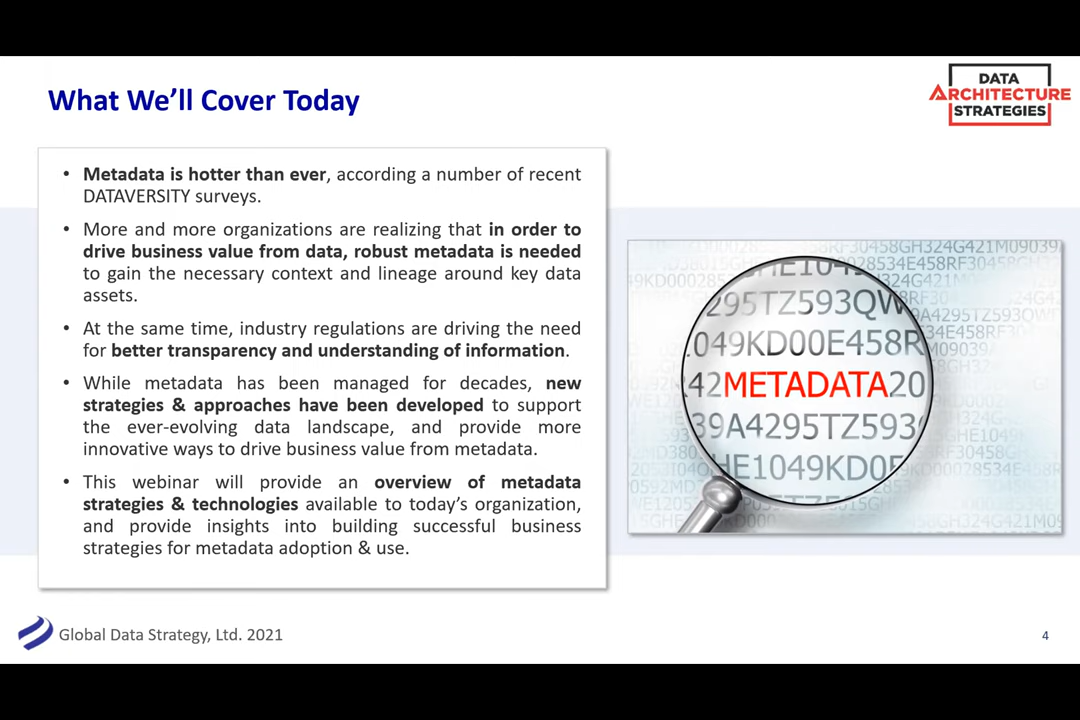 What We’ll Cover Today
DATA
ARCHITECTURE
STRATEGIES
• Metadata is hotter than ever, according a number of recent
DATAVERSITY surveys.
• More and more organizations are realizing that in order to
drive business value from data, robust metadata is needed
to gain the necessary context and lineage around key data
assets.
• At the same time, industry regulations are driving the need
for better transparency and understanding of information.
• While metadata has been managed for decades, new
strategies & approaches have been developed to support
the ever-evolving data landscape, and provide more
innovative ways to drive business value from metadata.
• This webinar will provide an overview of metadata
strategies & technologies available to today’s organization,
and provide insights into building successful business
strategies for metadata adoption & use.
295TZ593QW
049KD00E458R
42METADATA20
39A4295TZ593
HE1049KD0E
Global Data Strategy, Ltd. 2021
4